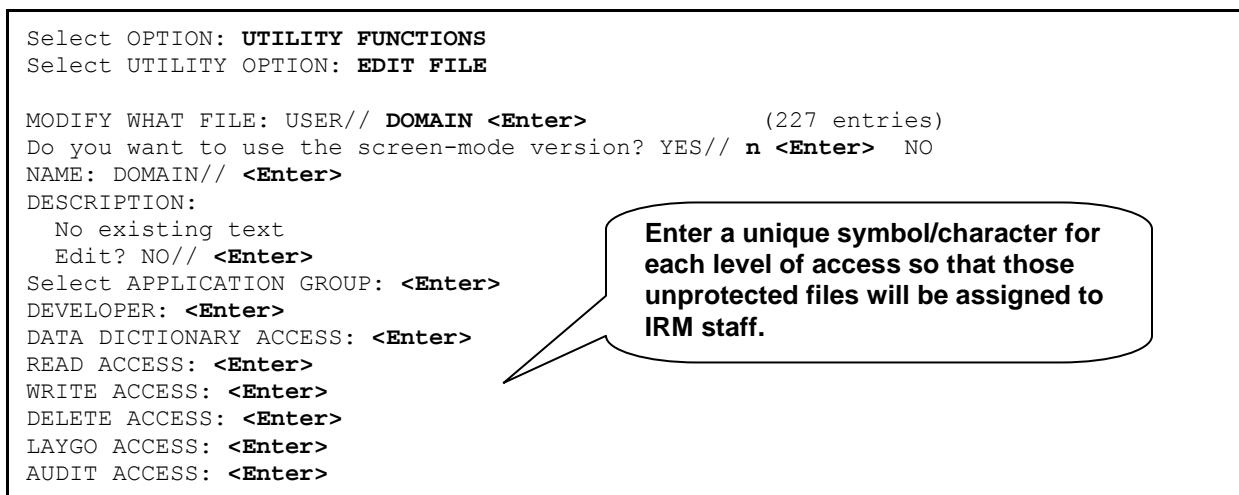 Select OPTION: UTILITY FUNCTIONS
Select UTILITY OPTION: EDIT FILE
MODIFY WHAT FILE: USER// DOMAIN <Enter> (227 entries)
Do you want to use the screen-mode version? YES// n <Enter> NO
NAME: DOMAIN// <Enter>
DESCRIPTION:
No existing text
Edit? NO// <Enter>
Select APPLICATION GROUP: <Enter>
DEVELOPER: <Enter>
DATA DICTIONARY ACCESS: <Enter>
READ ACCESS: <Enter>
WRITE ACCESS: <Enter>
DELETE ACCESS: <Enter>
LAYGO ACCESS: <Enter>
AUDIT ACCESS: <Enter>
Enter a unique symbol/character for
each level of access so that those
unprotected files will be assigned to
IRM staff.